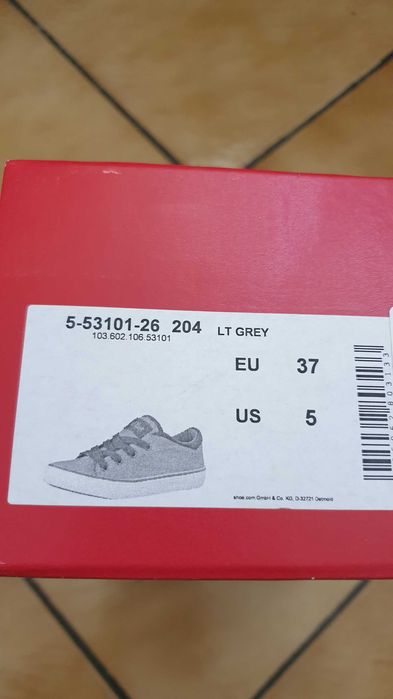 5-53101-26 204 LT GREY
103.602.106.53101
EU 37
US 5
shoe.com GmbH & Co. KG, D-32721 Detmold